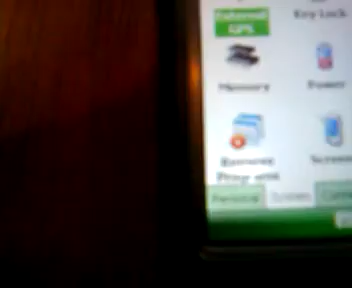 External Key Lock
GPS
Memory Power
Remove Screen
Programs
Personal System